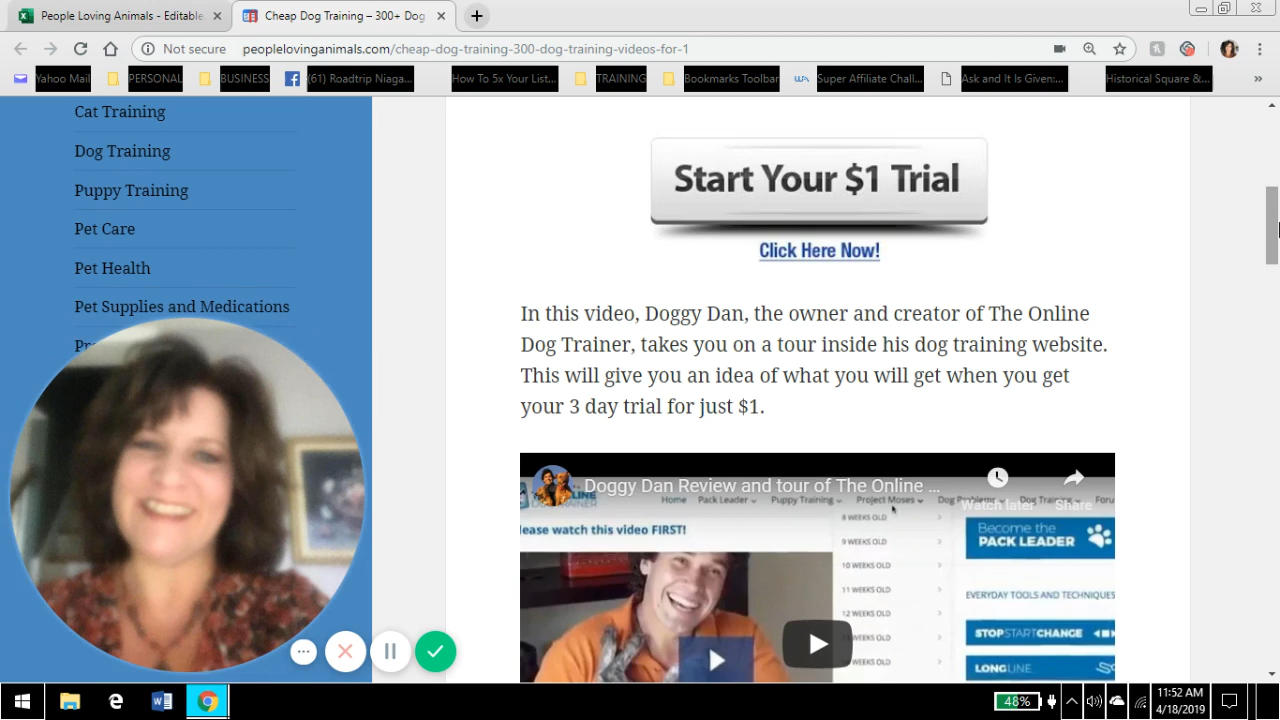 People Loving Animals - Editable
Cheap Dog Training – 300+ Dog
Not secure
peoplelovinganimals.com/cheap-dog-training-300-dog-training-videos-for-1
Yahoo Mail
PERSONAL
BUSINESS
(61) Roadtrip Niaga...
How To 5x Your List...
TRAINING
Bookmarks Toolbar
Super Affiliate Chall...
Ask and It Is Given:...
Historical Square &...
»
Cat Training
Dog Training
Puppy Training
Pet Care
Pet Health
Pet Supplies and Medications
Start Your $1 Trial
Click Here Now!
In this video, Doggy Dan, the owner and creator of The Online
Dog Trainer, takes you on a tour inside his dog training website.
This will give you an idea of what you will get when you get
your 3 day trial for just $1.
Doggy Dan Review and tour of The Online ...
Watch later
Share
Home
Pack Leader
Puppy Training
Project Moses
Dog Problems
Dog Training
Foru
lease watch this video FIRST!
8 WEEKS OLD
9 WEEKS OLD
10 WEEKS OLD
11 WEEKS OLD
12 WEEKS OLD
WEEKS OLD
WEEKS OLD
Become the
PACK LEADER
EVERYDAY TOOLS AND TECHNIQUES
STOPSTARTCHANGE
LONGLINE
48%
11:52 AM
4/18/2019